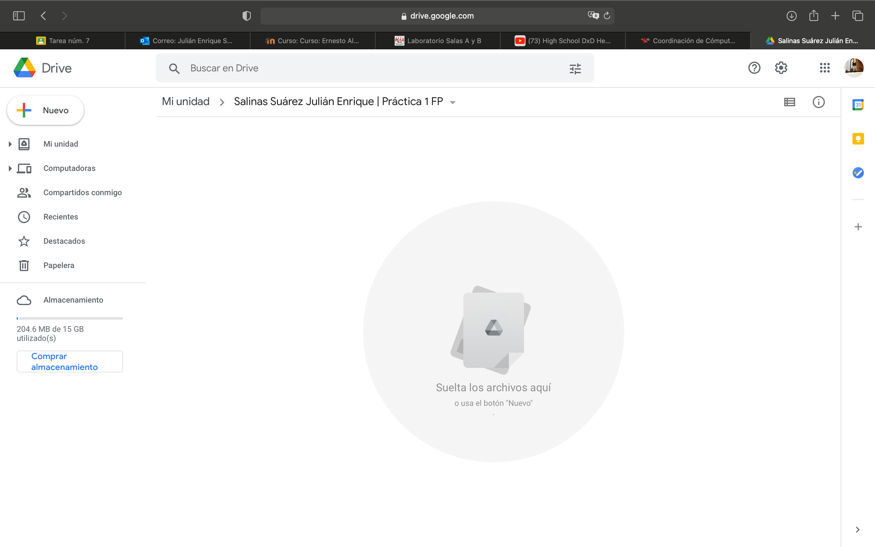 drive.google.com
Tarea núm. 7
Correo: Julián Enrique S...
Curso: Curso: Ernesto Al...
Laboratorio Salas A y B
(73) High School DxD He...
Coordinación de Cómput...
Salinas Suárez Julián En...
Drive
Buscar en Drive
Nuevo
Mi unidad > Salinas Suárez Julián Enrique | Práctica 1 FP
Mi unidad
Computadoras
Compartidos conmigo
Recientes
Destacados
Papelera
Almacenamiento
204.6 MB de 15 GB
utilizado(s)
Comprar
almacenamiento
Suelta los archivos aquí
o usa el botón "Nuevo"
.